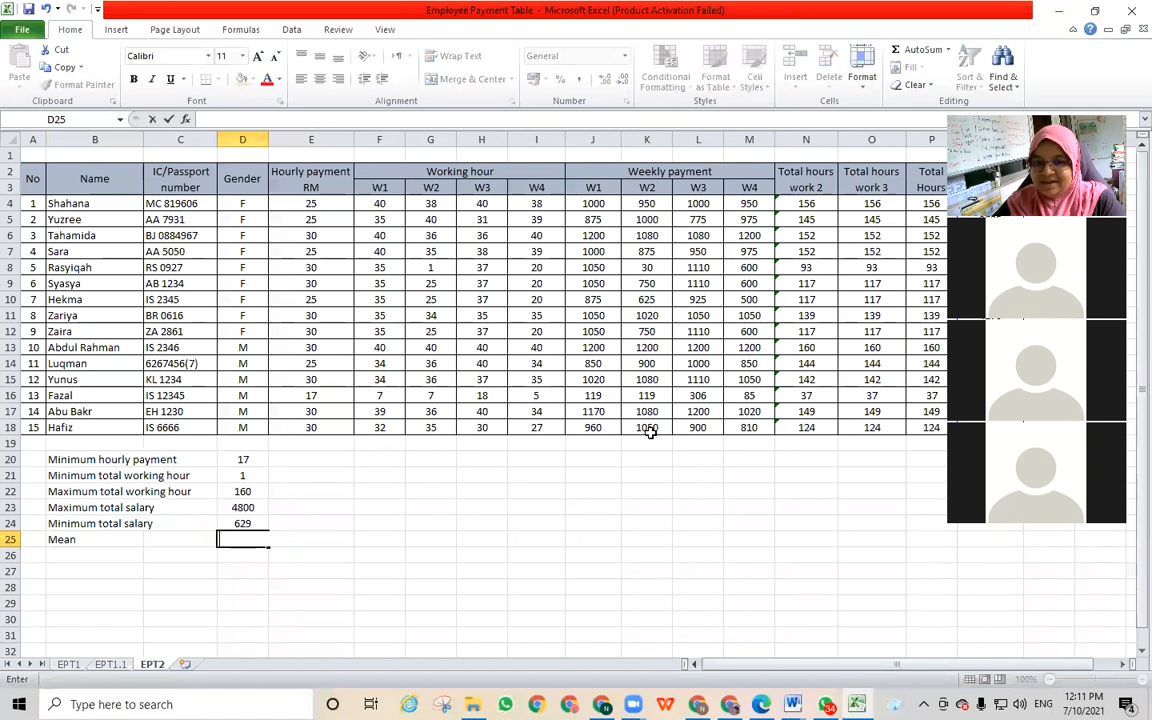 Employee Payment Table - Microsoft Excel (Product Activation Failed)
File Home Insert Page Layout Formulas Data Review View
Cut Calibri 12 Wrap Text General AutoSum
Copy Fill
Paste Format Painter Merge & Center Conditional Formatting Format as Table Cell Styles Insert Delete Format Clear Sort & Filter Find & Select
Clipboard Font Alignment Number Styles Cells Editing
D25 fx
A B C D E F G H I J K L M N O P
1
2 No Name IC/Passport number Gender Hourly payment RM Working hour Weekly payment Total hours work 2 Total hours work 3 Total Hours
3 W1 W2 W3 W4 W1 W2 W3 W4
4 1 Shahana MC 819606 F 25 40 38 40 38 1000 950 1000 950 156 156 156
5 2 Yuzree AA 7931 F 25 35 40 31 39 875 1000 775 975 145 145 145
6 3 Tahamida BJ 0884967 F 30 40 36 36 40 1200 1080 1080 1200 152 152 152
7 4 Sara AA 5050 F 25 40 35 38 39 1000 875 950 975 152 152 152
8 5 Rasyiqah RS 0927 F 30 35 1 37 20 1050 30 1110 600 93 93 93
9 6 Syasya AB 1234 F 30 35 25 37 20 1050 750 1110 600 117 117 117
10 7 Hekma IS 2345 F 25 35 25 37 20 875 625 925 500 117 117 117
11 8 Zariya BR 0616 F 30 35 34 35 35 1050 1020 1050 1050 139 139 139
12 9 Zaira ZA 2861 F 30 35 25 37 20 1050 750 1110 600 117 117 117
13 10 Abdul Rahman IS 2346 M 30 40 40 40 40 1200 1200 1200 1200 160 160 160
14 11 Luqman 6267456(7) M 25 34 36 40 34 850 900 1000 850 144 144 144
15 12 Yunus KL 1234 M 30 34 36 37 35 1020 1080 1110 1050 142 142 142
16 13 Fazal IS 12345 M 17 7 7 18 5 119 119 306 85 37 37 37
17 14 Abu Bakr EH 1230 M 30 39 36 40 34 1170 1080 1200 1020 149 149 149
18 15 Hafiz IS 6666 M 30 32 35 30 27 960 1050 900 810 124 124 124
19
20 Minimum hourly payment 17
21 Minimum total working hour 1
22 Maximum total working hour 160
23 Maximum total salary 4800
24 Minimum total salary 629
25 Mean
26
27
28
29
30
31
32
EPT1 EPT1.1 EPT2
Enter 100%
Type here to search 34 ENG 12:11 PM
7/10/2021 4